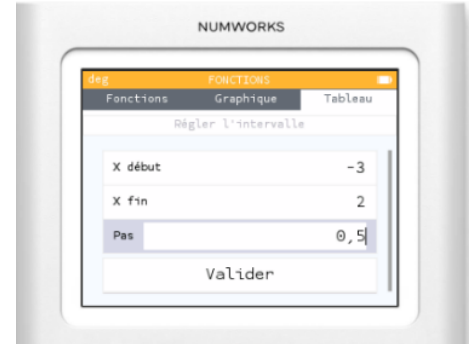 NUMWORKS
deg FONCTIONS
Fonctions Graphique Tableau
Régler l'intervalle
X début -3
X fin 2
Pas 0,5
Valider